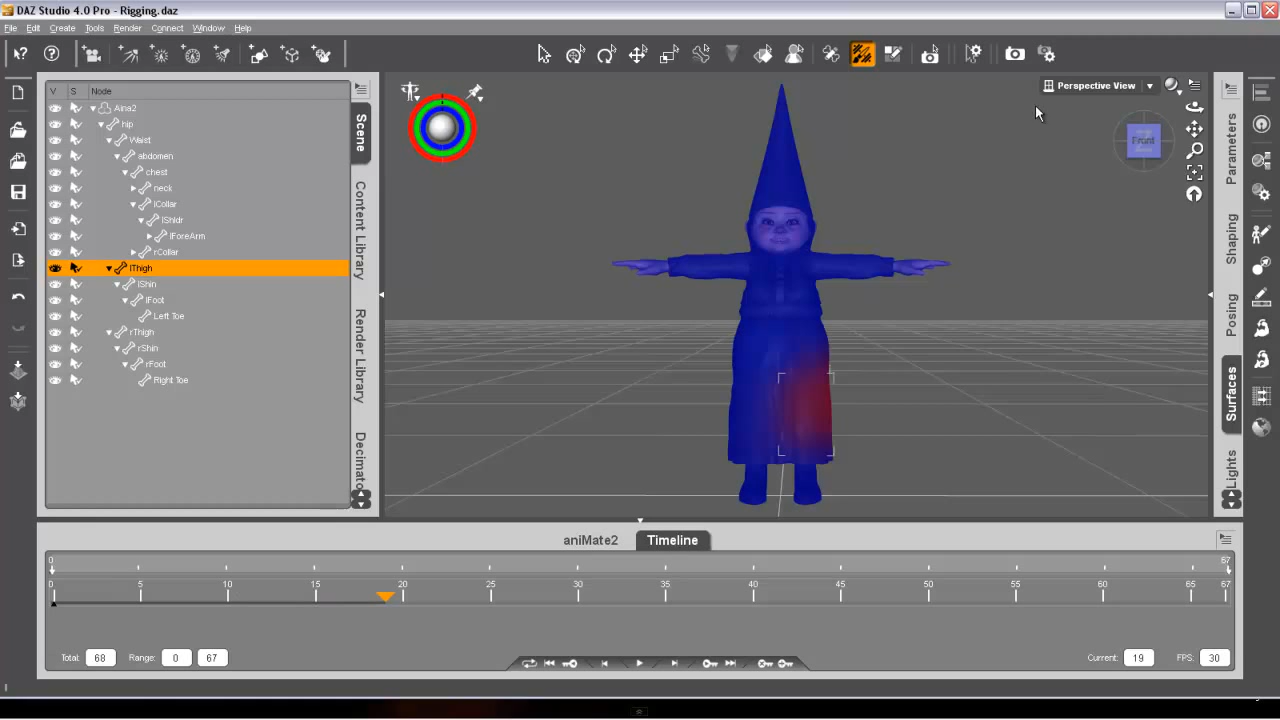 DAZ Studio 4.0 Pro - Rigging.daz
File Edit Create Tools Render Connect Window Help
V S Node
Aina2
hip
Waist
abdomen
chest
neck
lCollar
lShldr
lForeArm
rCollar
lThigh
lShin
lFoot
Left Toe
rThigh
rShin
rFoot
Right Toe
Scene
Content Library
Render Library
Decimato
Perspective View
Front
Parameters
Shaping
Posing
Surfaces
Lights
aniMate2 Timeline
0 67
0 5 10 15 20 25 30 35 40 45 50 55 60 65 67
Total: 68 Range: 0 67 Current: 19 FPS: 30